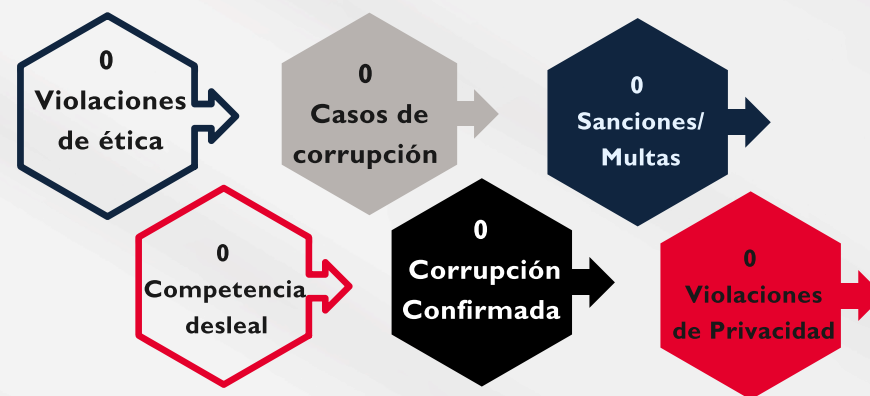 0
Violaciones
de ética
0
Casos de
corrupción
0
Sanciones/
Multas
0
Competencia
desleal
0
Corrupción
Confirmada
0
Violaciones
de Privacidad